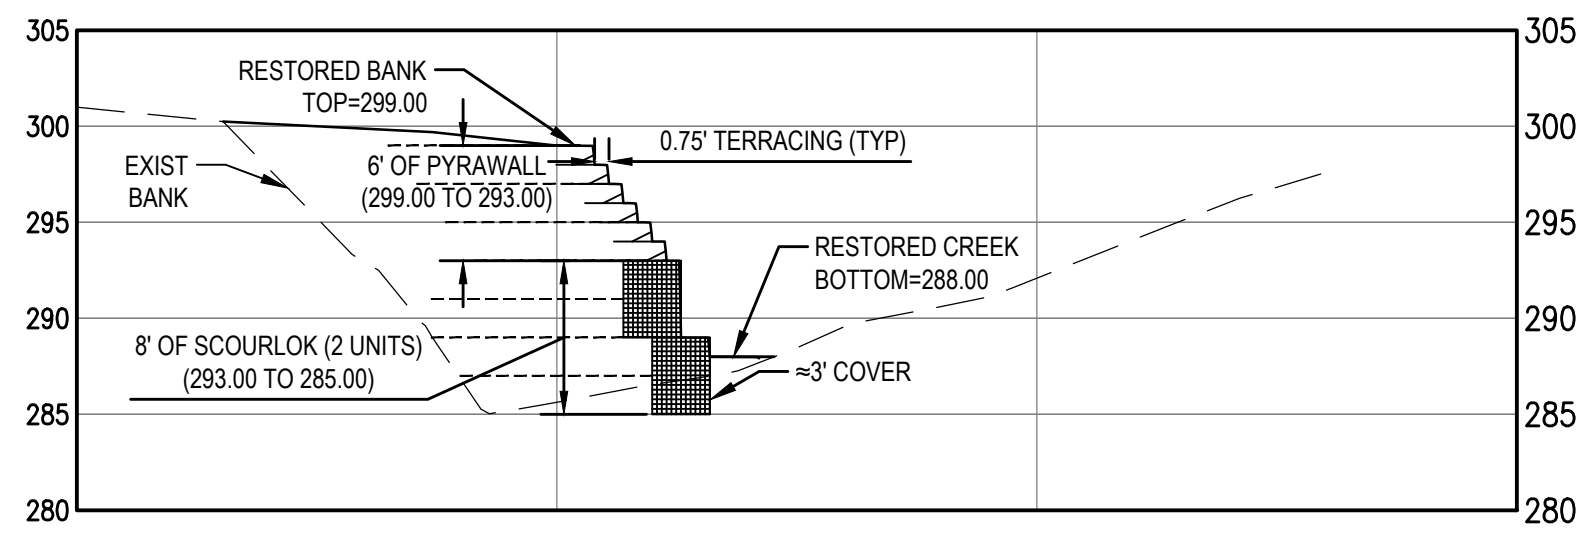 305
305
RESTORED BANK
TOP=299.00
300
300
0.75' TERRACING (TYP)
EXIST
BANK
6' OF PYRAWALL
(299.00 TO 293.00)
295
295
RESTORED CREEK
BOTTOM=288.00
290
290
8' OF SCOURLOK (2 UNITS)
(293.00 TO 285.00)
≈3' COVER
285
285
280
280